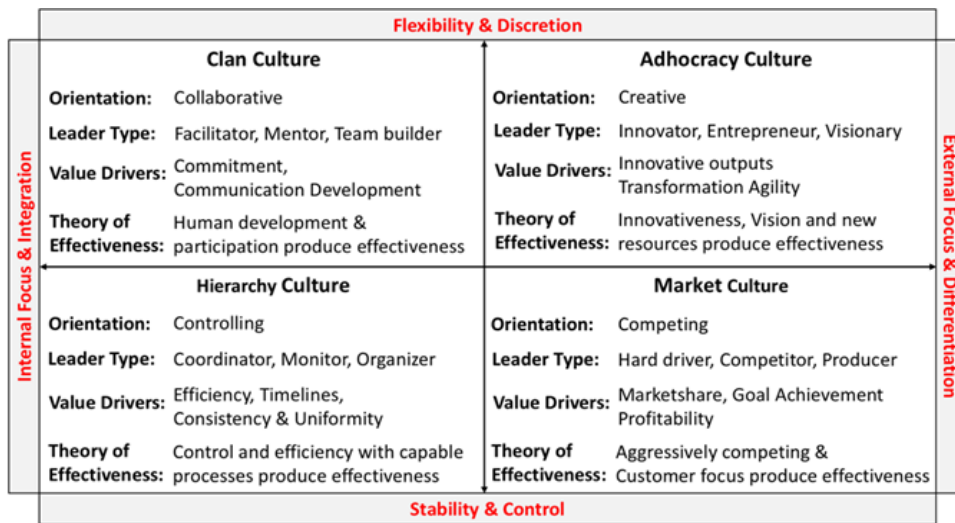 Flexibility & Discretion
Internal Focus & Integration
Clan Culture
Orientation: Collaborative
Leader Type: Facilitator, Mentor, Team builder
Value Drivers: Commitment,
Communication Development
Theory of Human development &
Effectiveness: participation produce effectiveness
Adhocracy Culture
Orientation: Creative
Leader Type: Innovator, Entrepreneur, Visionary
Value Drivers: Innovative outputs
Transformation Agility
Theory of Innovativeness, Vision and new
Effectiveness: resources produce effectiveness
External Focus & Differentiation
Hierarchy Culture
Orientation: Controlling
Leader Type: Coordinator, Monitor, Organizer
Value Drivers: Efficiency, Timelines,
Consistency & Uniformity
Theory of Control and efficiency with capable
Effectiveness: processes produce effectiveness
Market Culture
Orientation: Competing
Leader Type: Hard driver, Competitor, Producer
Value Drivers: Marketshare, Goal Achievement
Profitability
Theory of Aggressively competing &
Effectiveness: Customer focus produce effectiveness
Stability & Control